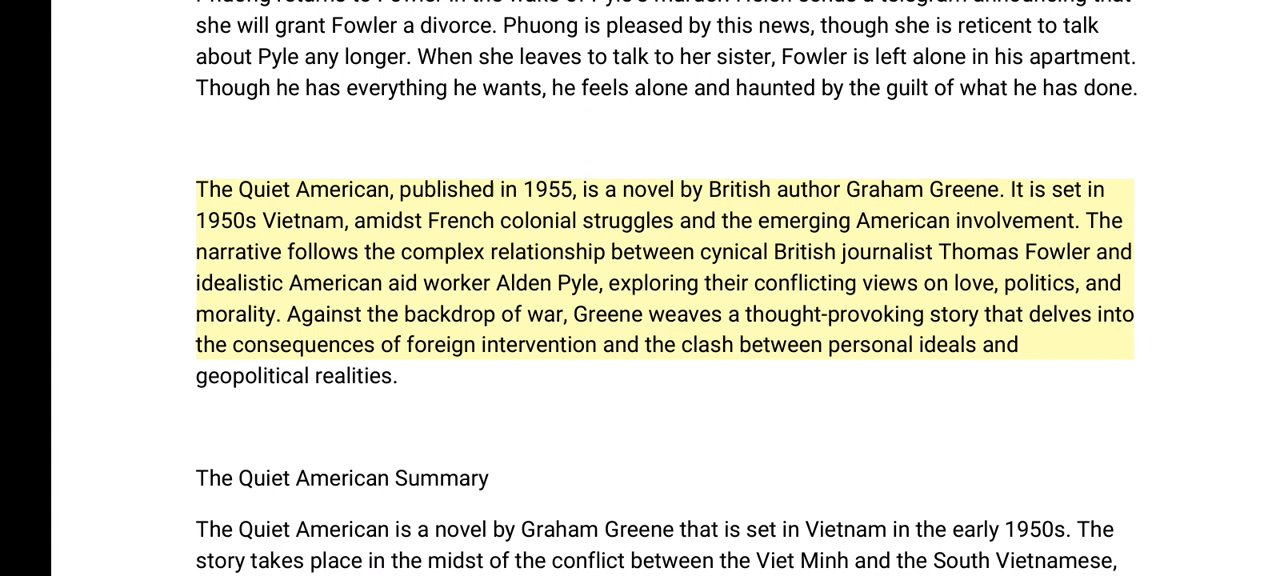 she will grant Fowler a divorce. Phuong is pleased by this news, though she is reticent to talk
about Pyle any longer. When she leaves to talk to her sister, Fowler is left alone in his apartment.
Though he has everything he wants, he feels alone and haunted by the guilt of what he has done.
The Quiet American, published in 1955, is a novel by British author Graham Greene. It is set in
1950s Vietnam, amidst French colonial struggles and the emerging American involvement. The
narrative follows the complex relationship between cynical British journalist Thomas Fowler and
idealistic American aid worker Alden Pyle, exploring their conflicting views on love, politics, and
morality. Against the backdrop of war, Greene weaves a thought-provoking story that delves into
the consequences of foreign intervention and the clash between personal ideals and
geopolitical realities.
The Quiet American Summary
The Quiet American is a novel by Graham Greene that is set in Vietnam in the early 1950s. The
story takes place in the midst of the conflict between the Viet Minh and the South Vietnamese,